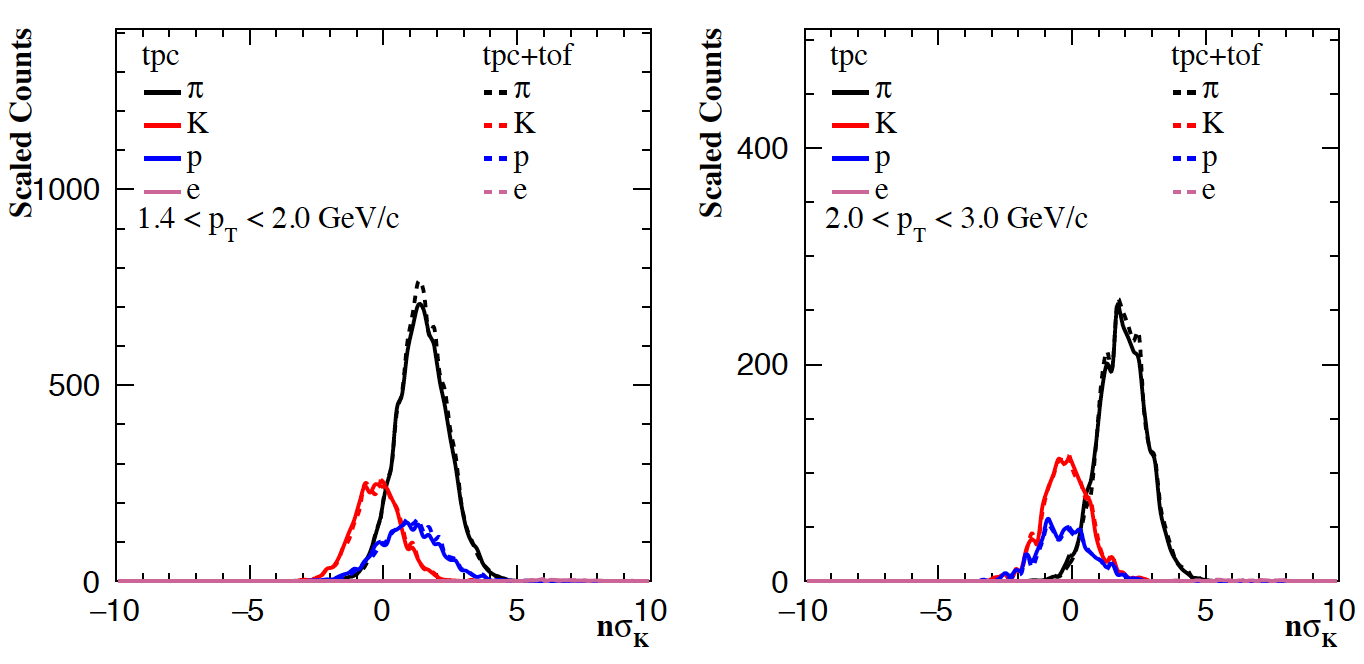 Scaled Counts
tpc
π
K
p
e
tpc+tof
π
K
p
e
1.4 < p_T < 2.0 GeV/c
1000
500
0
−10
−5
0
5
10
nσ_K
Scaled Counts
tpc
π
K
p
e
tpc+tof
π
K
p
e
2.0 < p_T < 3.0 GeV/c
400
200
0
−10
−5
0
5
10
nσ_K